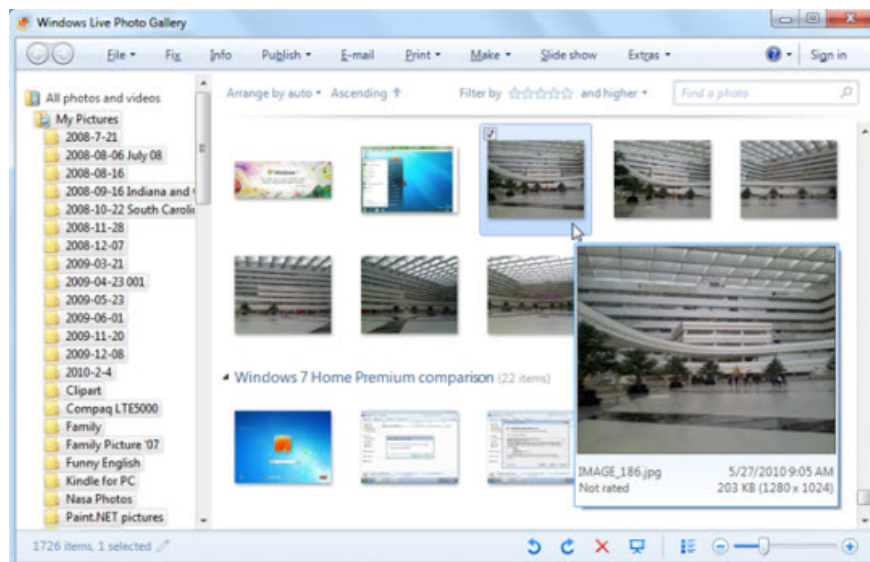 Windows Live Photo Gallery
File Fix Info Publish E-mail Print Make Slide show Extras Sign in
All photos and videos
Arrange by auto Ascending Filter by and higher Find a photo
My Pictures
2008-7-21
2008-08-06 July 08
2008-08-16
2008-09-16 Indiana and
2008-10-22 South Carolin
2008-11-28
2008-12-07
2009-03-21
2009-04-23 001
2009-05-23
2009-06-01
2009-11-20
2009-12-08
2010-2-4
Clipart
Compaq LTE5000
Family
Family Picture '07
Funny English
Kindle for PC
Nasa Photos
Paint.NET pictures
Windows 7 Home Premium comparison (22 items)
IMAGE_186.jpg 5/27/2010 9:05 AM
Not rated 203 KB (1280 x 1024)
1726 items, 1 selected